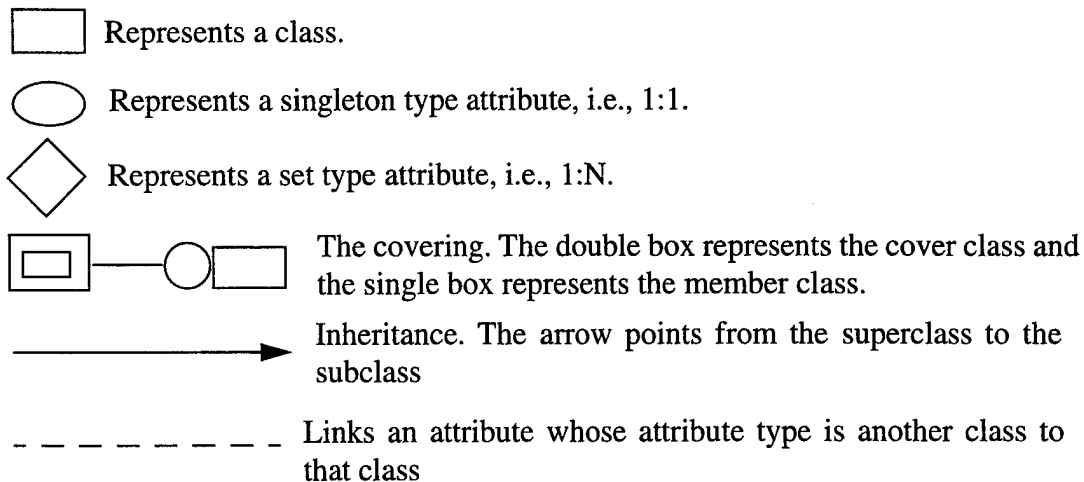 Represents a class.
Represents a singleton type attribute, i.e., 1:1.
Represents a set type attribute, i.e., 1:N.
The covering. The double box represents the cover class and
the single box represents the member class.
Inheritance. The arrow points from the superclass to the
subclass
Links an attribute whose attribute type is another class to
that class